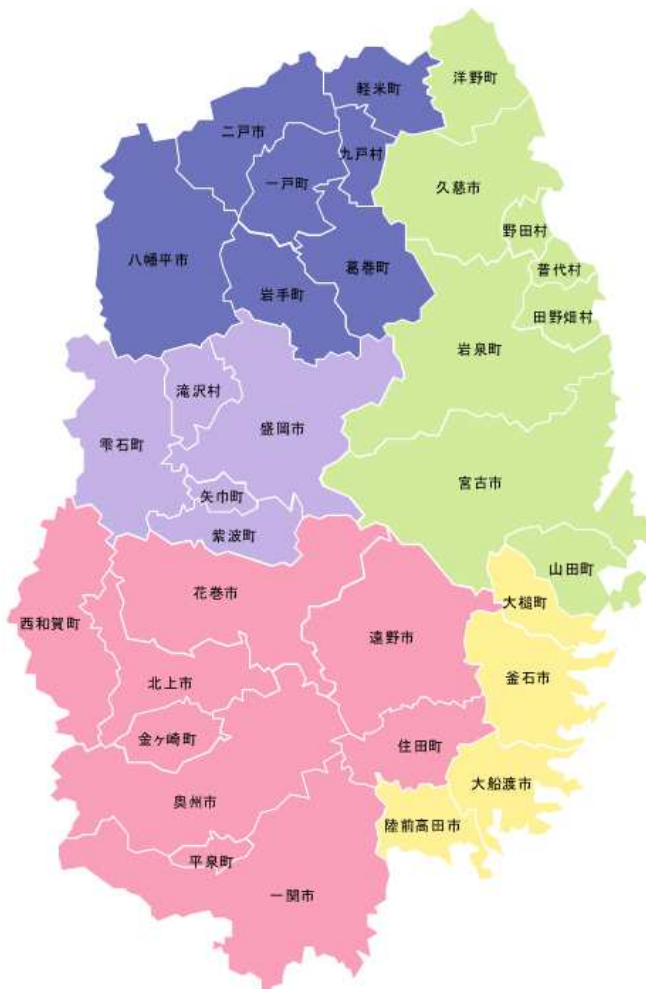 洋野町
軽米町
二戸市
九戸村
一戸町
久慈市
野田村
八幡平市
葛巻町
普代村
岩手町
田野畑村
岩泉町
滝沢村
盛岡市
雫石町
宮古市
矢巾町
紫波町
山田町
花巻市
大槌町
西和賀町
遠野市
釜石市
北上市
金ヶ崎町
住田町
大船渡市
奥州市
陸前高田市
平泉町
一関市